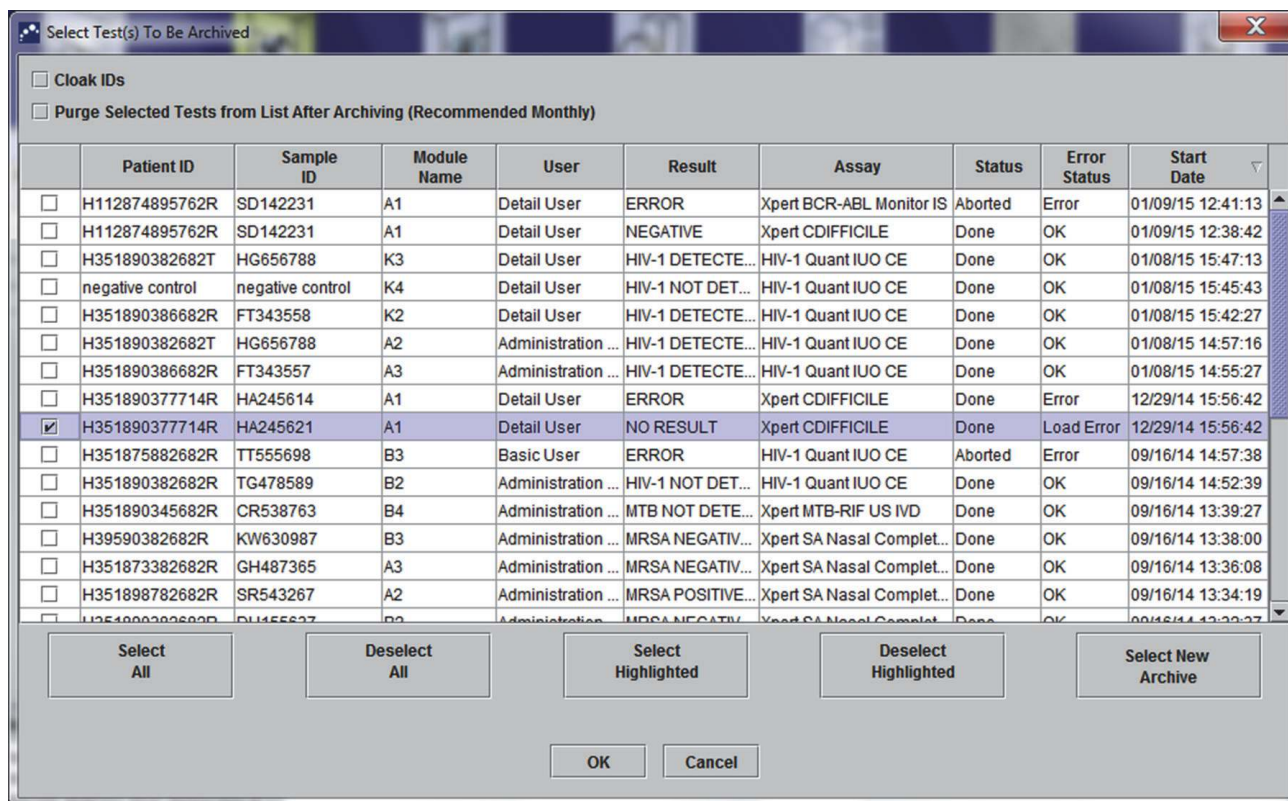 Select Test(s) To Be Archived
Cloak IDs
Purge Selected Tests from List After Archiving (Recommended Monthly)
Patient ID Sample ID Module Name User Result Assay Status Error Status Start Date
H112874895762R SD142231 A1 Detail User ERROR Xpert BCR-ABL Monitor IS Aborted Error 01/09/15 12:41:13
H112874895762R SD142231 A1 Detail User NEGATIVE Xpert CDIFFICILE Done OK 01/09/15 12:38:42
H351890382682T HG656788 K3 Detail User HIV-1 DETECTE... HIV-1 Quant IUO CE Done OK 01/08/15 15:47:13
negative control negative control K4 Detail User HIV-1 NOT DET... HIV-1 Quant IUO CE Done OK 01/08/15 15:45:43
H351890386682R FT343558 K2 Detail User HIV-1 DETECTE... HIV-1 Quant IUO CE Done OK 01/08/15 15:42:27
H351890382682T HG656788 A2 Administration ... HIV-1 DETECTE... HIV-1 Quant IUO CE Done OK 01/08/15 14:57:16
H351890386682R FT343557 A3 Administration ... HIV-1 DETECTE... HIV-1 Quant IUO CE Done OK 01/08/15 14:55:27
H351890377714R HA245614 A1 Detail User ERROR Xpert CDIFFICILE Done Error 12/29/14 15:56:42
H351890377714R HA245621 A1 Detail User NO RESULT Xpert CDIFFICILE Done Load Error 12/29/14 15:56:42
H351875882682R TT555698 B3 Basic User ERROR HIV-1 Quant IUO CE Aborted Error 09/16/14 14:57:38
H351890382682R TG478589 B2 Administration ... HIV-1 NOT DET... HIV-1 Quant IUO CE Done OK 09/16/14 14:52:39
H351890345682R CR538763 B4 Administration ... MTB NOT DETE... Xpert MTB-RIF US IVD Done OK 09/16/14 13:39:27
H39590382682R KW630987 B3 Administration ... MRSA NEGATIV... Xpert SA Nasal Complet... Done OK 09/16/14 13:38:00
H351873382682R GH487365 A3 Administration ... MRSA NEGATIV... Xpert SA Nasal Complet... Done OK 09/16/14 13:36:08
H351898782682R SR543267 A2 Administration ... MRSA POSITIVE... Xpert SA Nasal Complet... Done OK 09/16/14 13:34:19
Select All Deselect All Select Highlighted Deselect Highlighted Select New Archive
OK Cancel